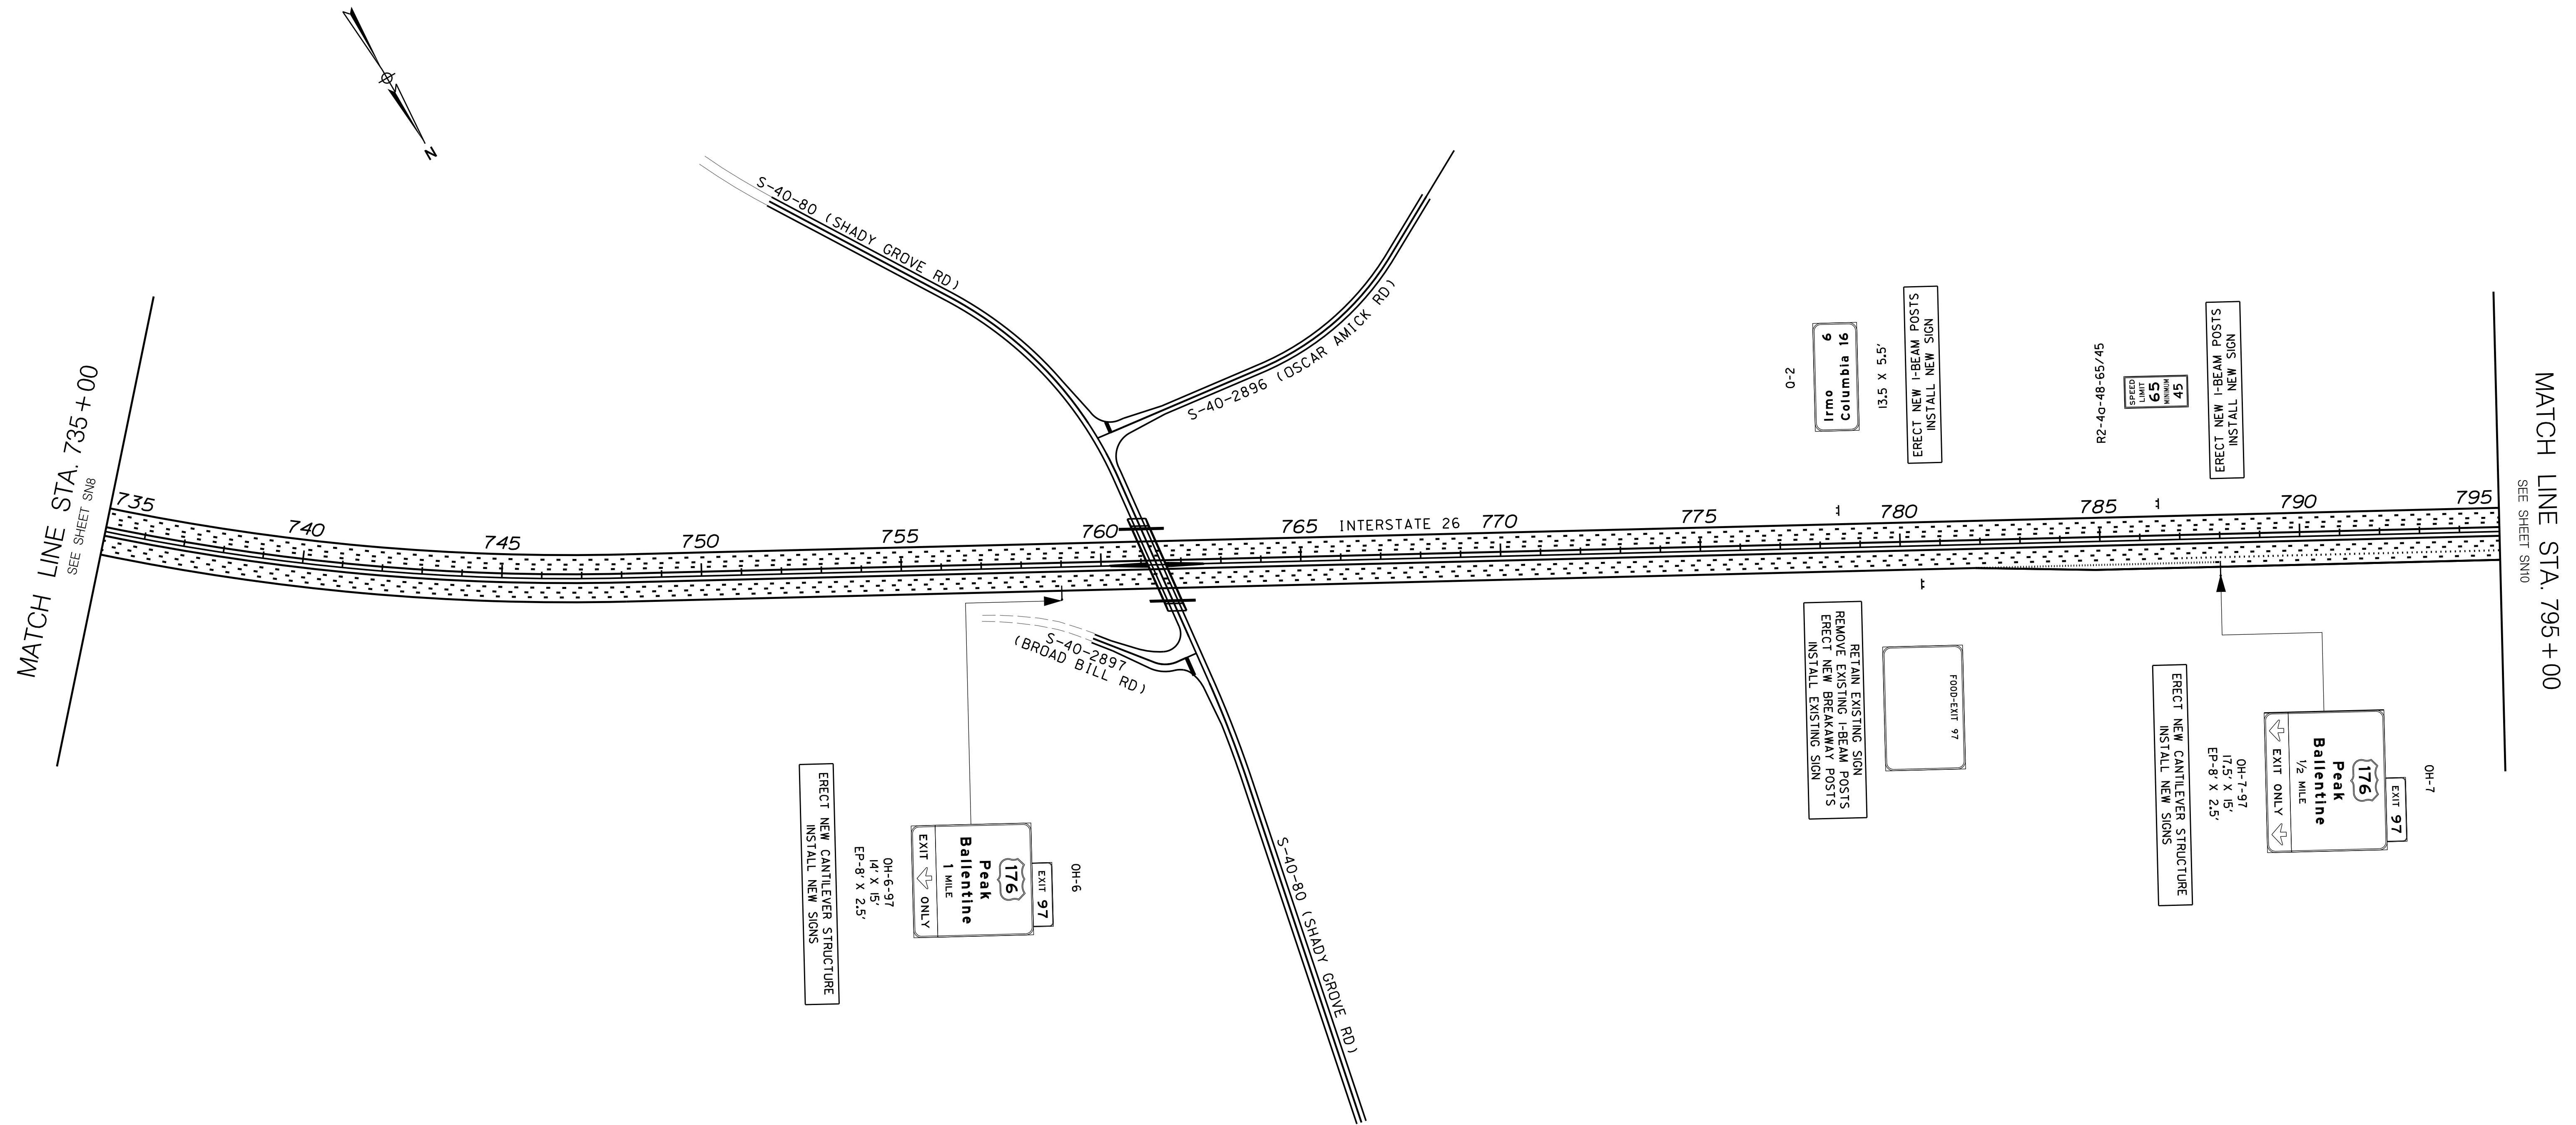 N
MATCH LINE STA. 735+00
SEE SHEET SN8
S-40-80 (SHADY GROVE RD)
S-40-2896 (OSCAR AMICK RD)
735
740
745
750
755
760
765
INTERSTATE 26
770
775
780
785
790
795
O-2
Irmo 6
Columbia 16
13.5 X 5.5'
ERECT NEW I-BEAM POSTS
INSTALL NEW SIGN
R2-4a-48-65/45
SPEED
LIMIT
65
MINIMUM
45
ERECT NEW I-BEAM POSTS
INSTALL NEW SIGN
MATCH LINE STA. 795+00
SEE SHEET SN10
S-40-2897
(BROAD BILL RD)
S-40-80 (SHADY GROVE RD)
OH-6
EXIT 97
176
Peak
Ballentine
1 MILE
EXIT ONLY
OH-6-97
14' X 15'
EP-8' X 2.5'
ERECT NEW CANTILEVER STRUCTURE
INSTALL NEW SIGNS
FOOD-EXIT 97
RETAIN EXISTING SIGN
REMOVE EXISTING I-BEAM POSTS
ERECT NEW BREAKAWAY POSTS
INSTALL EXISTING SIGN
OH-7
EXIT 97
176
Peak
Ballentine
1/2 MILE
EXIT ONLY
OH-7-97
17.5' X 15'
EP-8' X 2.5'
ERECT NEW CANTILEVER STRUCTURE
INSTALL NEW SIGNS